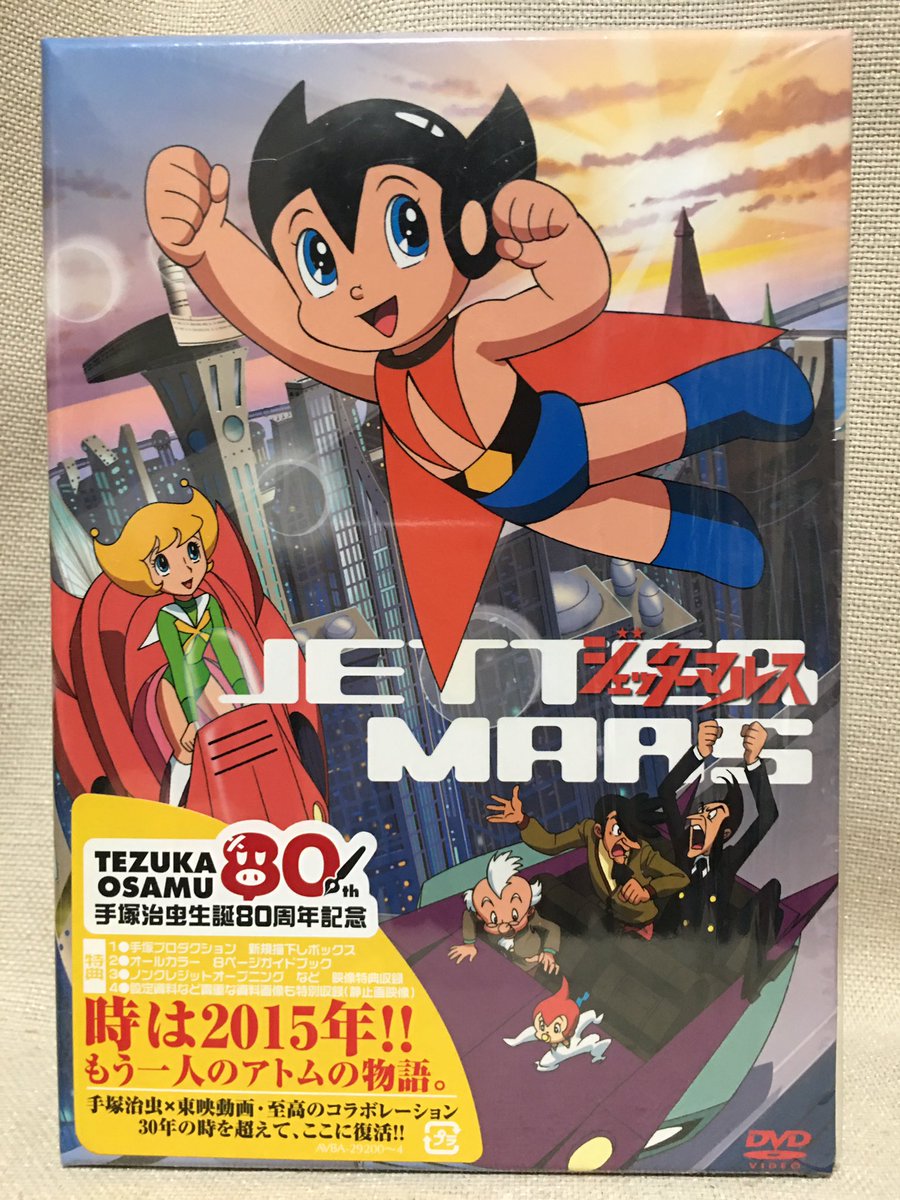 JETTER
ジェッターマルス
MARS
TEZUKA
OSAMU
80th
手塚治虫生誕80周年記念
特典
1●手塚プロダクション 新規描下しボックス
2●オールカラー 8ページガイドブック
3●ノンクレジットオープニング など 映像特典収録
4●設定資料など貴重な資料画像も特別収録(静止画映像)
時は2015年!!
もう一人のアトムの物語。
手塚治虫×東映動画・至高のコラボレーション
30年の時を超えて、ここに復活!!
プラ
AVBA-29200~4
DVD
VIDEO